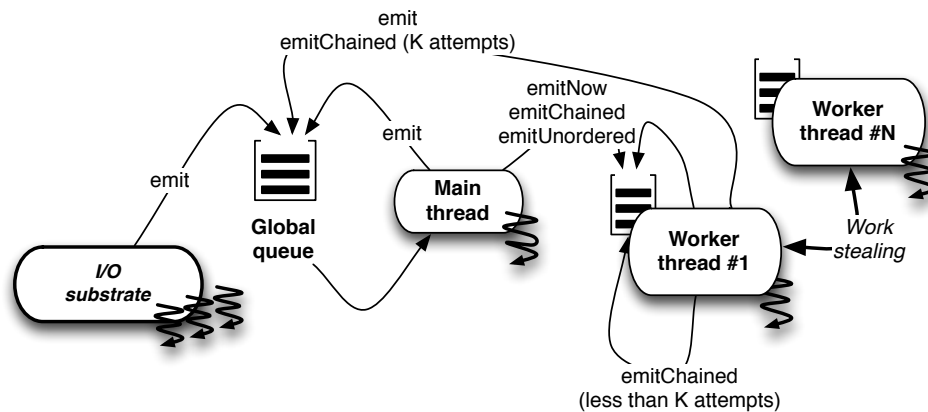 emit
emitChained (K attempts)
emitNow
emitChained
emitUnordered
Worker
thread #N
emit
emit
Main
thread
Global
queue
Worker
thread #1
Work
stealing
I/O
substrate
emitChained
(less than K attempts)